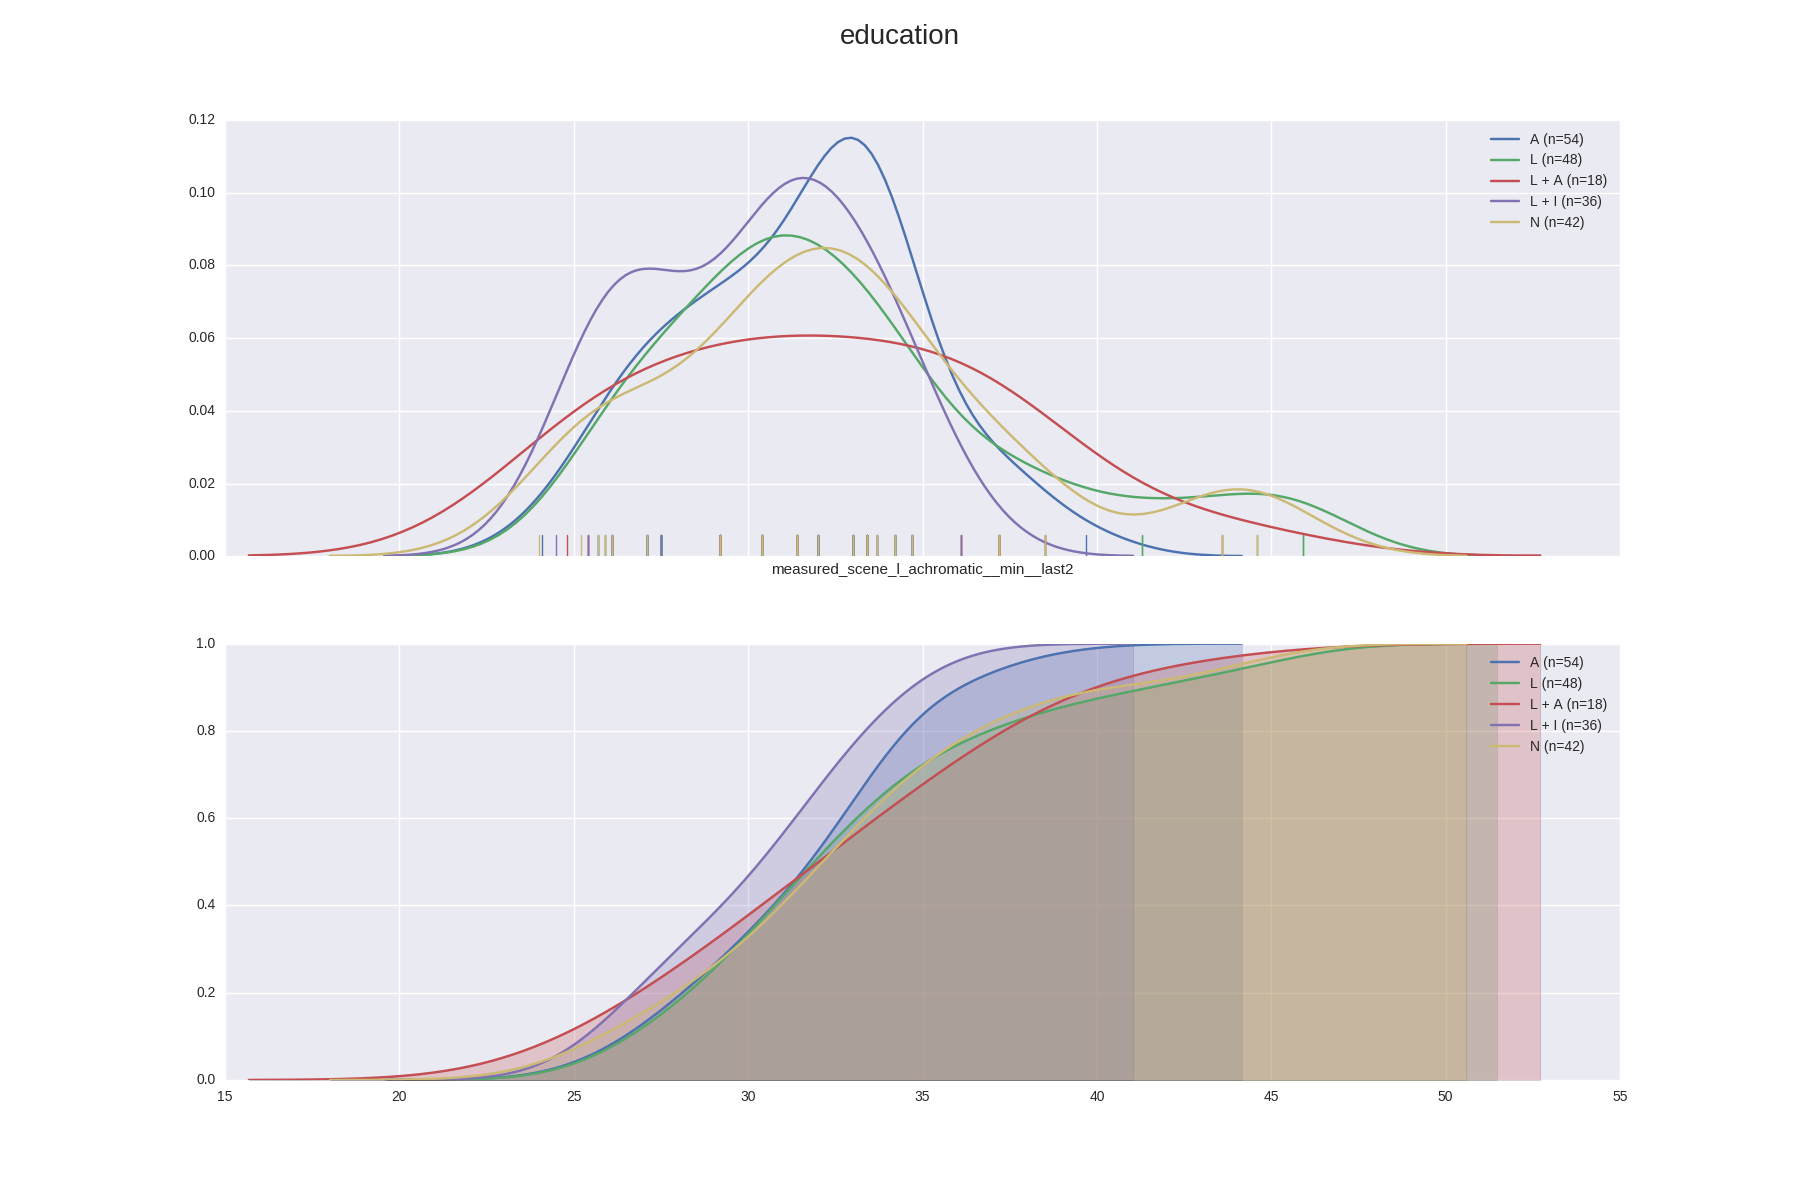 education
0.12
0.10
0.08
0.06
0.04
0.02
0.00
A (n=54)
L (n=48)
L + A (n=18)
L + I (n=36)
N (n=42)
measured_scene_l_achromatic__min__last2
1.0
0.8
0.6
0.4
0.2
0.0
A (n=54)
L (n=48)
L + A (n=18)
L + I (n=36)
N (n=42)
15 20 25 30 35 40 45 50 55